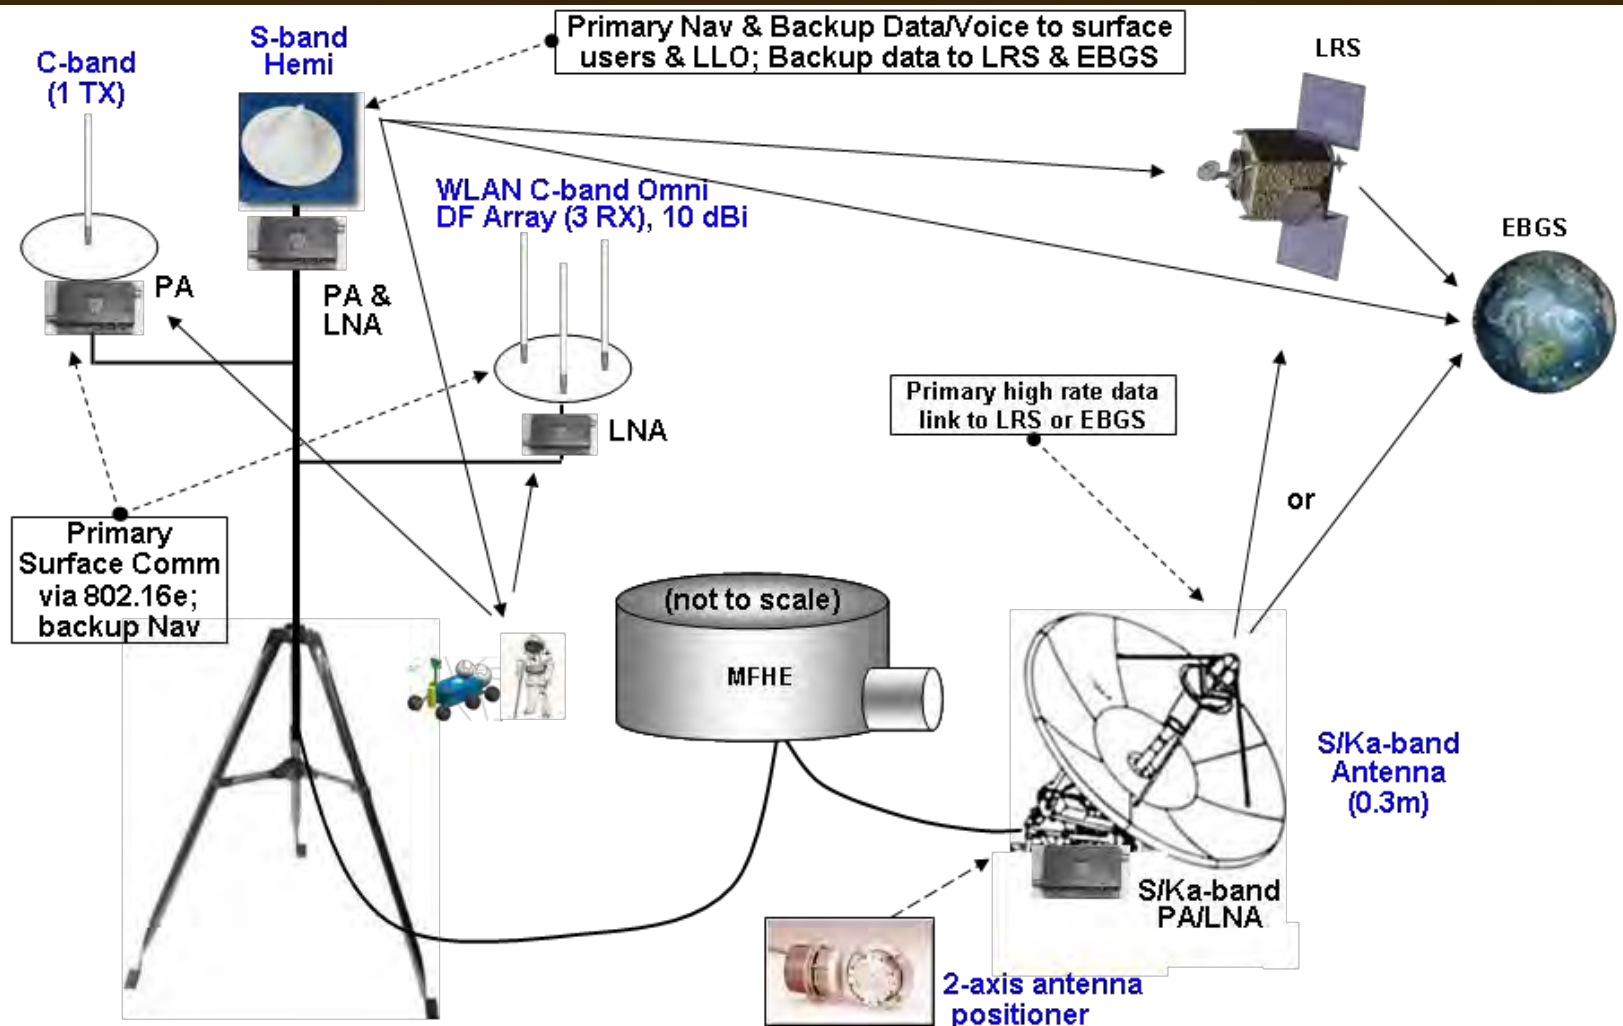 Primary Nav & Backup Data/Voice to surface
users & LLO; Backup data to LRS & EBGS
S-band
Hemi
C-band
(1 TX)
LRS
WLAN C-band Omni
DF Array (3 RX), 10 dBi
EBGS
PA
PA &
LNA
Primary high rate data
link to LRS or EBGS
LNA
or
Primary
Surface Comm
via 802.16e;
backup Nav
(not to scale)
MFHE
S/Ka-band
Antenna
(0.3m)
S/Ka-band
PA/LNA
2-axis antenna
positioner